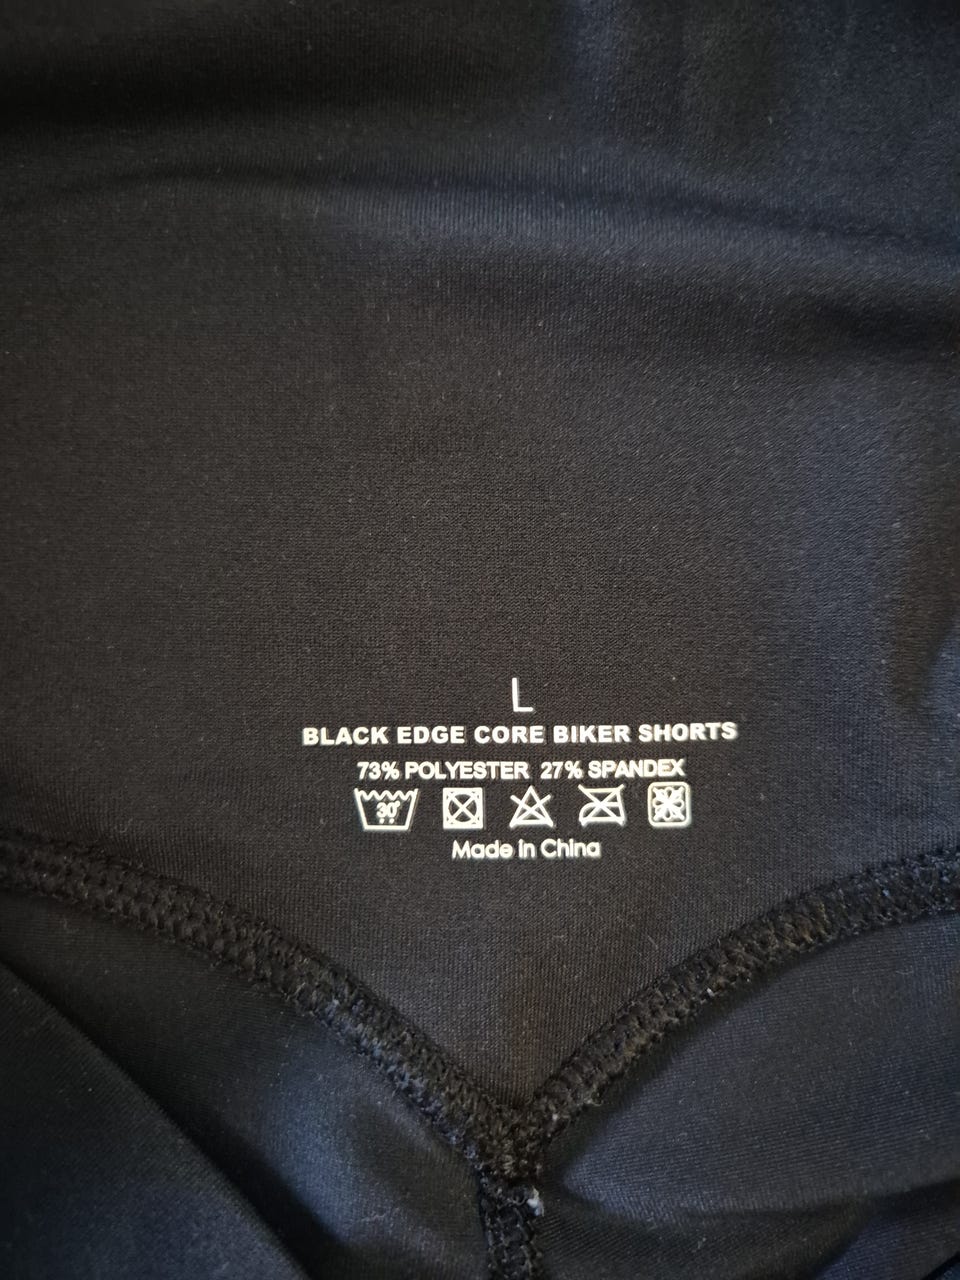 L
BLACK EDGE CORE BIKER SHORTS
73% POLYESTER 27% SPANDEX
30°
Made in China